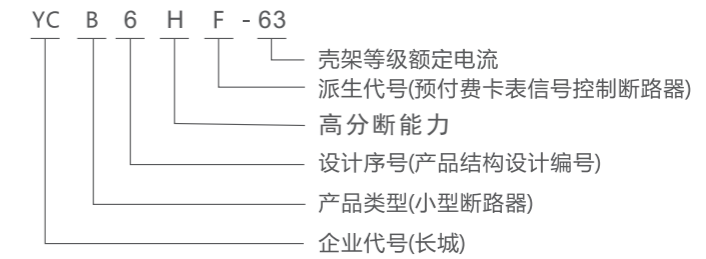 YC B 6 H F - 63
壳架等级额定电流
派生代号(预付费卡表信号控制断路器)
高分断能力
设计序号(产品结构设计编号)
产品类型(小型断路器)
企业代号(长城)